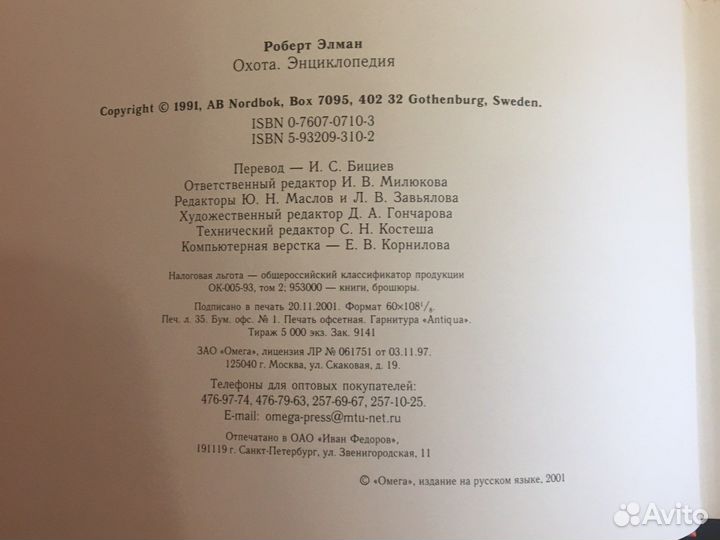 Роберт Элман
Охота. Энциклопедия
Copyright © 1991, AB Nordbok, Box 7095, 402 32 Gothenburg, Sweden.
ISBN 0-7607-0710-3
ISBN 5-93209-310-2
Перевод — И. С. Бициев
Ответственный редактор И. В. Милюкова
Редакторы Ю. Н. Маслов и Л. В. Завьялова
Художественный редактор Д. А. Гончарова
Технический редактор С. Н. Костеша
Компьютерная верстка — Е. В. Корнилова
Налоговая льгота — общероссийский классификатор продукции
ОК-005-93, том 2; 953000 — книги, брошюры.
Подписано в печать 20.11.2001. Формат 60×108¹/₈.
Печ. л. 35. Бум. офс. № 1. Печать офсетная. Гарнитура «Antiqua».
Тираж 5 000 экз. Зак. 9141
ЗАО «Омега», лицензия ЛР № 061751 от 03.11.97.
125040 г. Москва, ул. Скаковая, д. 19.
Телефоны для оптовых покупателей:
476-97-74, 476-79-63, 257-69-67, 257-10-25.
E-mail: omega-press@mtu-net.ru
Отпечатано в ОАО «Иван Федоров»,
191119 г. Санкт-Петербург, ул. Звенигородская, 11
© «Омега», издание на русском языке, 2001
Avito